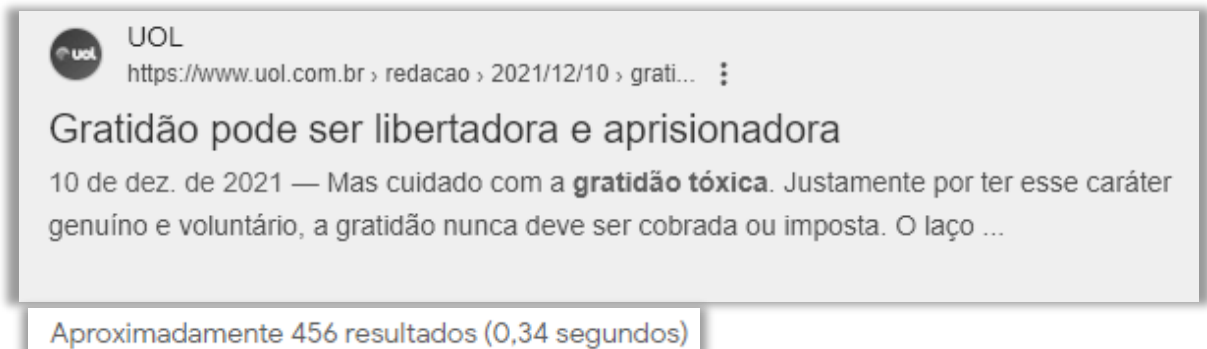 uol
UOL
https://www.uol.com.br › redacao › 2021/12/10 › grati...
Gratidão pode ser libertadora e aprisionadora
10 de dez. de 2021 — Mas cuidado com a gratidão tóxica. Justamente por ter esse caráter
genuíno e voluntário, a gratidão nunca deve ser cobrada ou imposta. O laço ...
Aproximadamente 456 resultados (0,34 segundos)